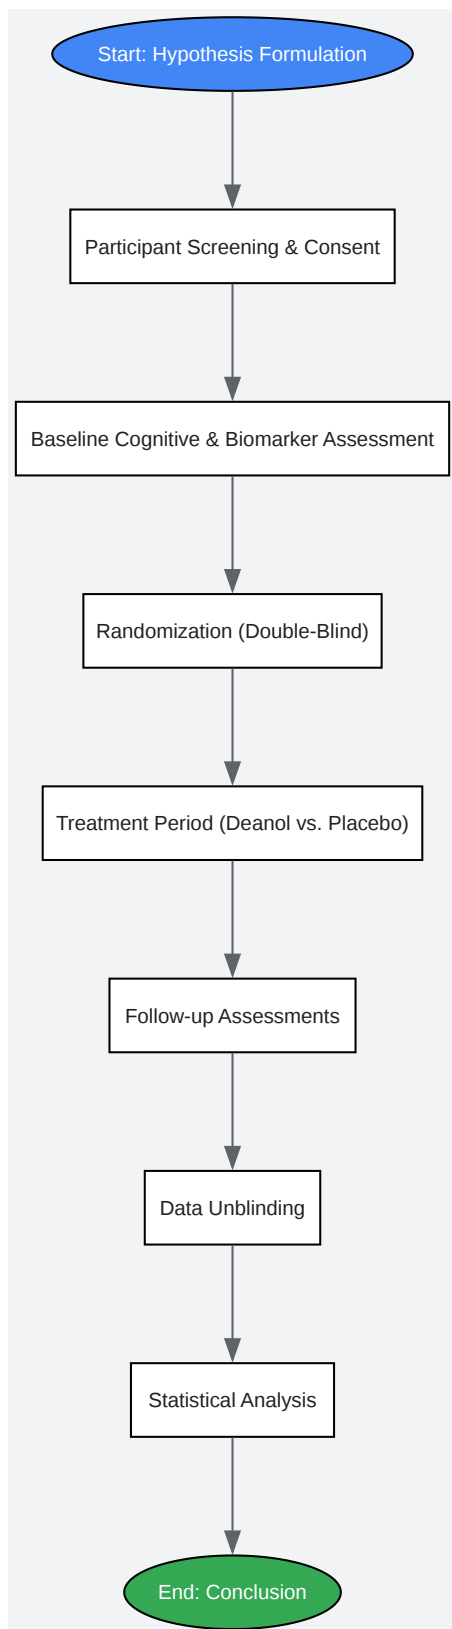 Start: Hypothesis Formulation
Participant Screening & Consent
Baseline Cognitive & Biomarker Assessment
Randomization (Double-Blind)
Treatment Period (Deanol vs. Placebo)
Follow-up Assessments
Data Unblinding
Statistical Analysis
End: Conclusion